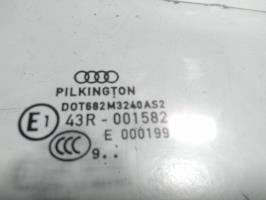 PILKINGTON
DOT682M3240AS2
E1 43R - 001582
E 000199
CCC
9..